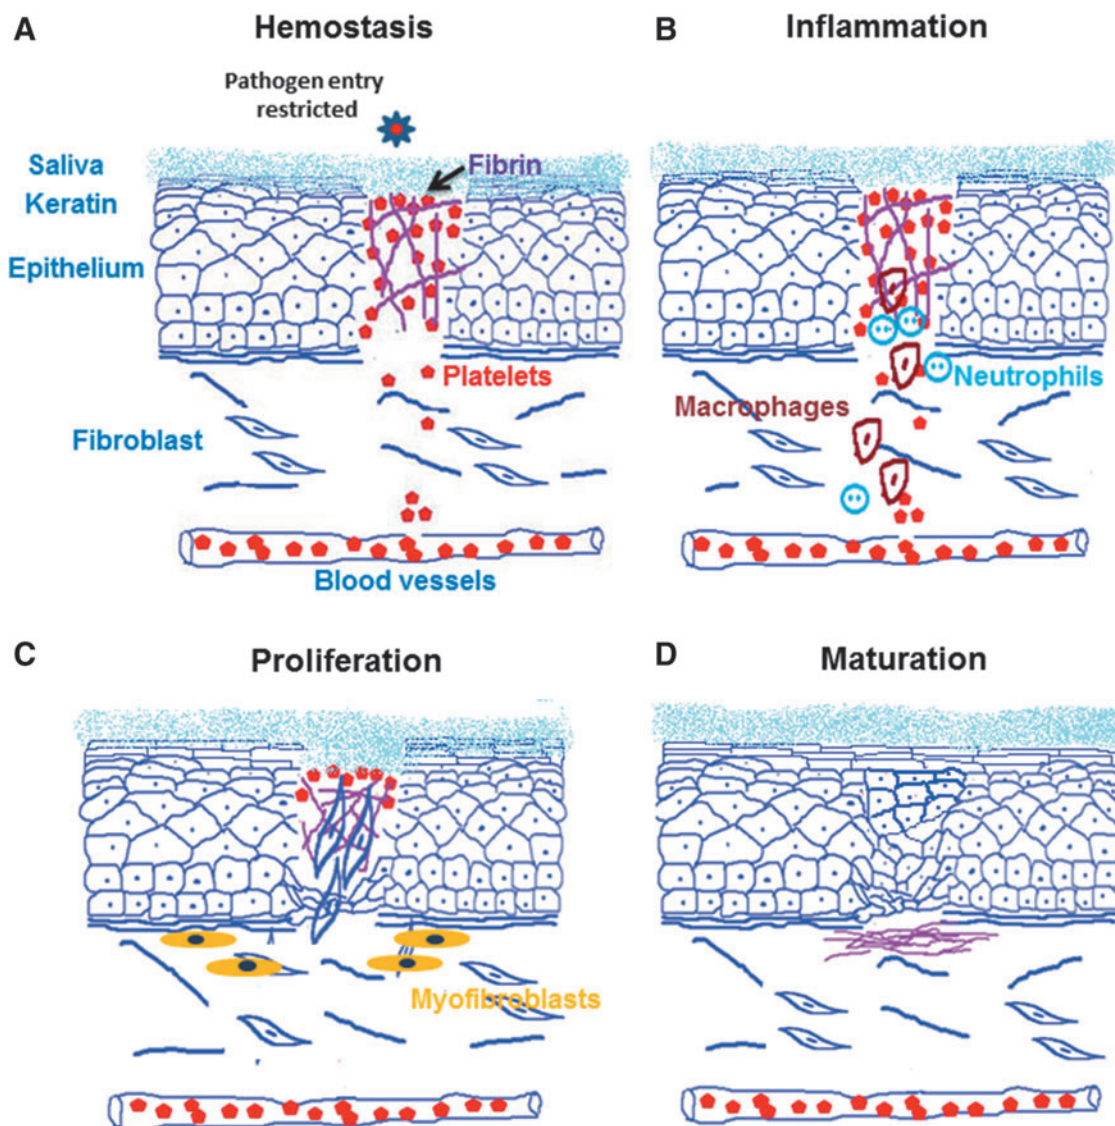 A
Hemostasis
Pathogen entry
restricted
Saliva
Fibrin
Keratin
Epithelium
Platelets
Fibroblast
Blood vessels
B
Inflammation
Neutrophils
Macrophages
C
Proliferation
Myofibroblasts
D
Maturation